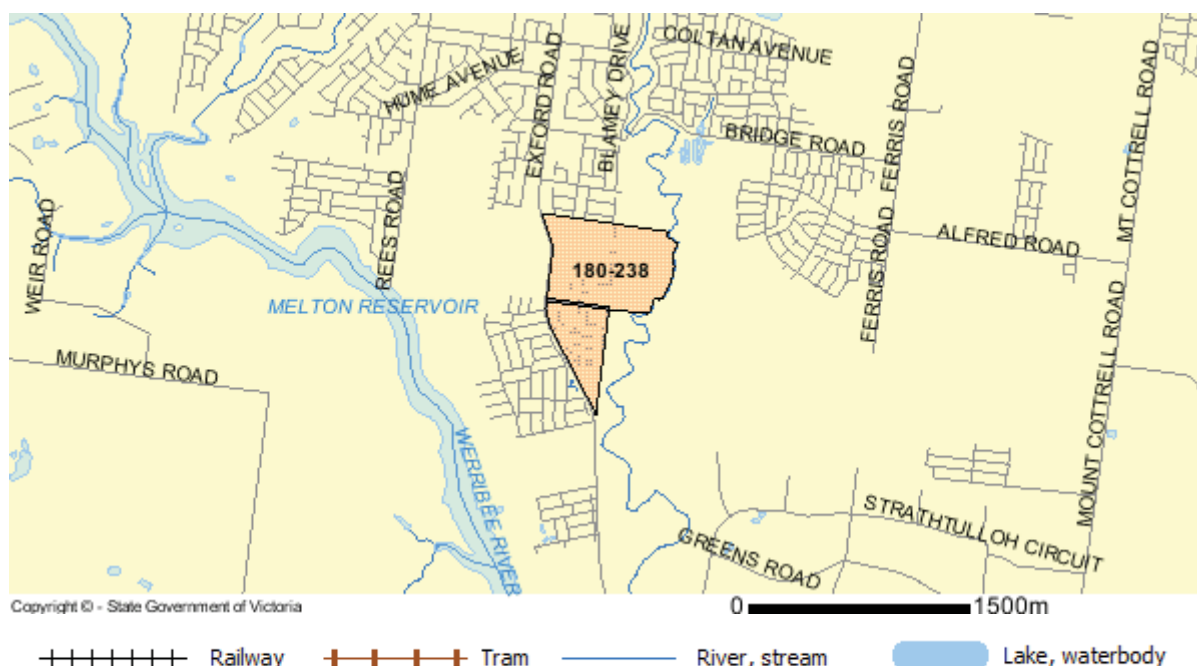 COLTAN AVENUE
HUME AVENUE
EXFORD ROAD
BLAMEY DRIVE
BRIDGE ROAD
FERRIS ROAD
FERRIS ROAD
MT COTTRELL ROAD
ALFRED ROAD
WEIR ROAD
REES ROAD
180-238
MELTON RESERVOIR
MURPHYS ROAD
MOUNT COTTRELL ROAD
WERRIBEE RIVER
STRATHTULLOH CIRCUIT
GREENS ROAD
Copyright © - State Government of Victoria
0 1500m
Railway Tram River, stream Lake, waterbody